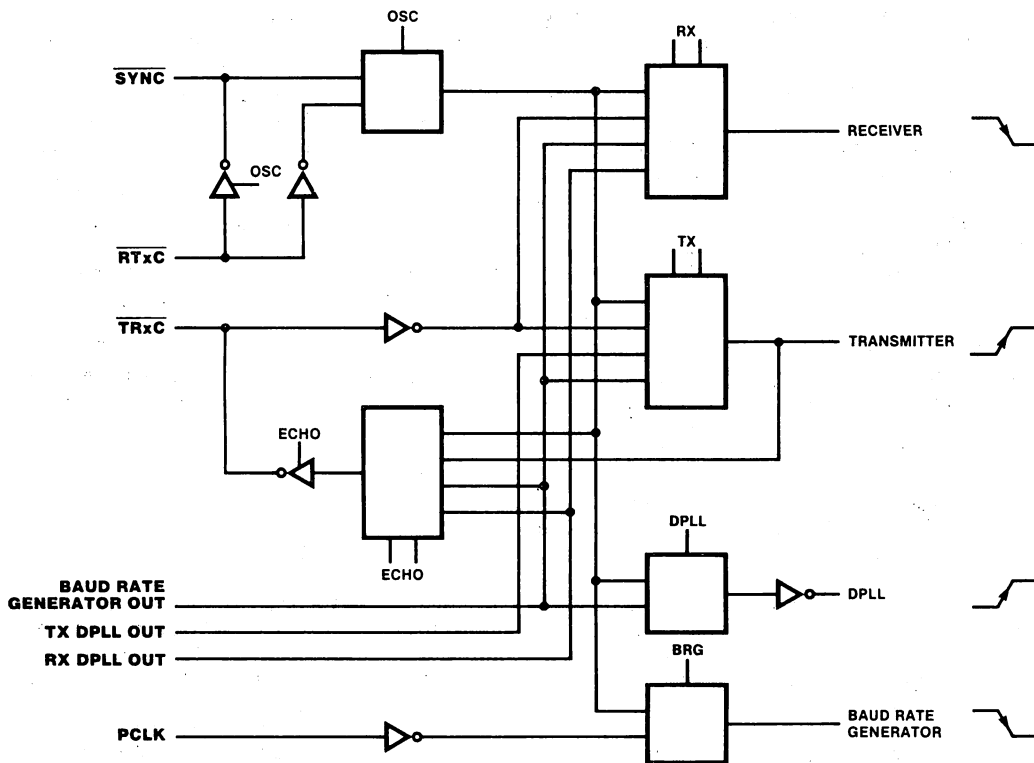 OSC
RX
SYNC
RECEIVER
OSC
RTxC
TX
TRxC
TRANSMITTER
ECHO
DPLL
ECHO
BAUD RATE
GENERATOR OUT
DPLL
TX DPLL OUT
RX DPLL OUT
BRG
PCLK
BAUD RATE
GENERATOR